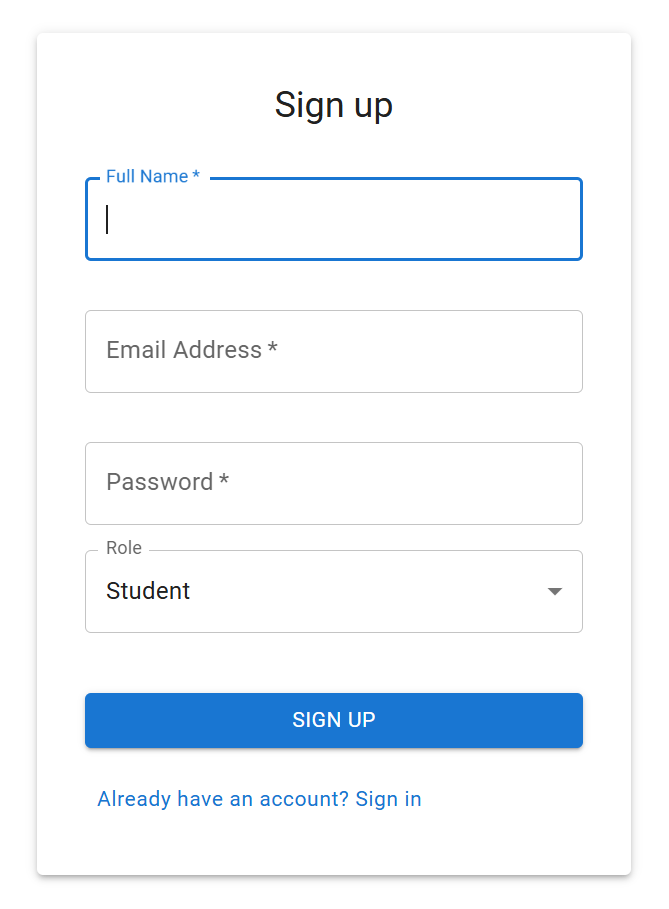 Sign up
Full Name *
Email Address *
Password *
Role
Student
SIGN UP
Already have an account? Sign in